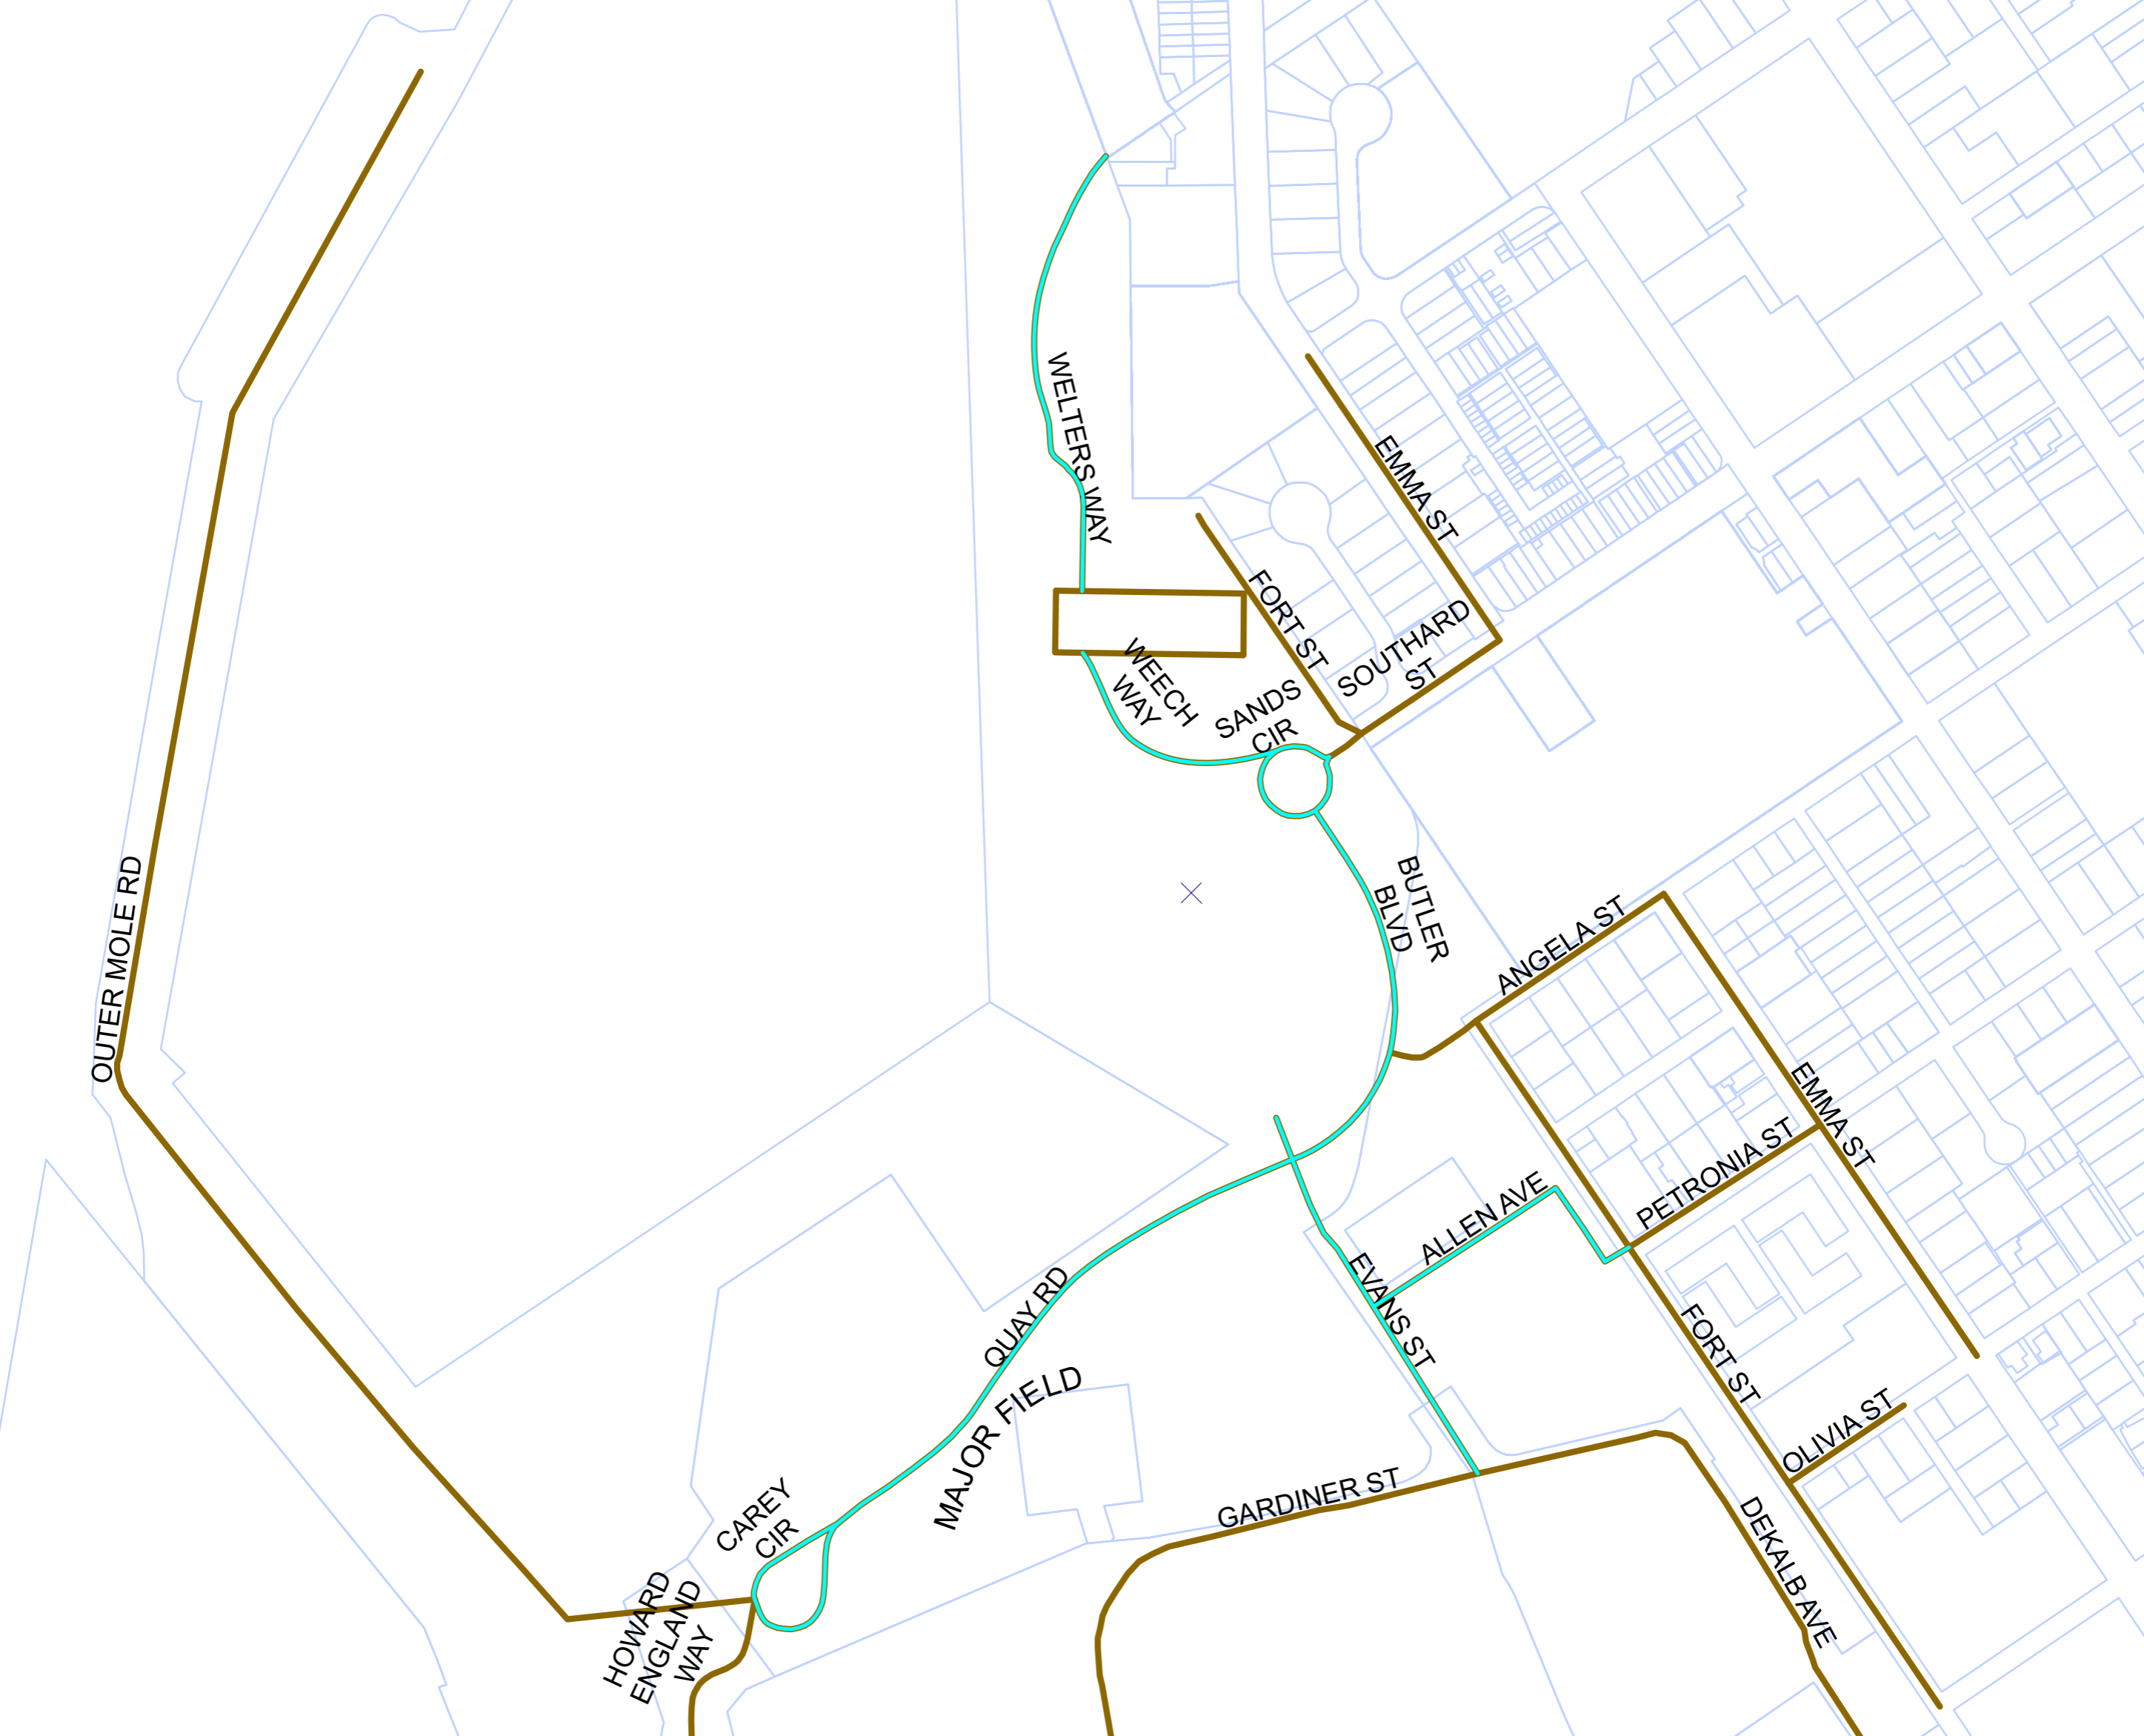 WELTERS WAY
EMMA ST
FORT ST
SOUTHARD
ST
WEECH
WAY
SANDS
CIR
OUTER MOLE RD
BUTLER
BLVD
ANGELA ST
EMMA ST
PETRONIA ST
ALLEN AVE
EVANS ST
QUAY RD
FORT ST
MAJOR FIELD
OLIVIA ST
GARDINER ST
CAREY
CIR
DEKALB AVE
HOWARD
ENGLAND
WAY